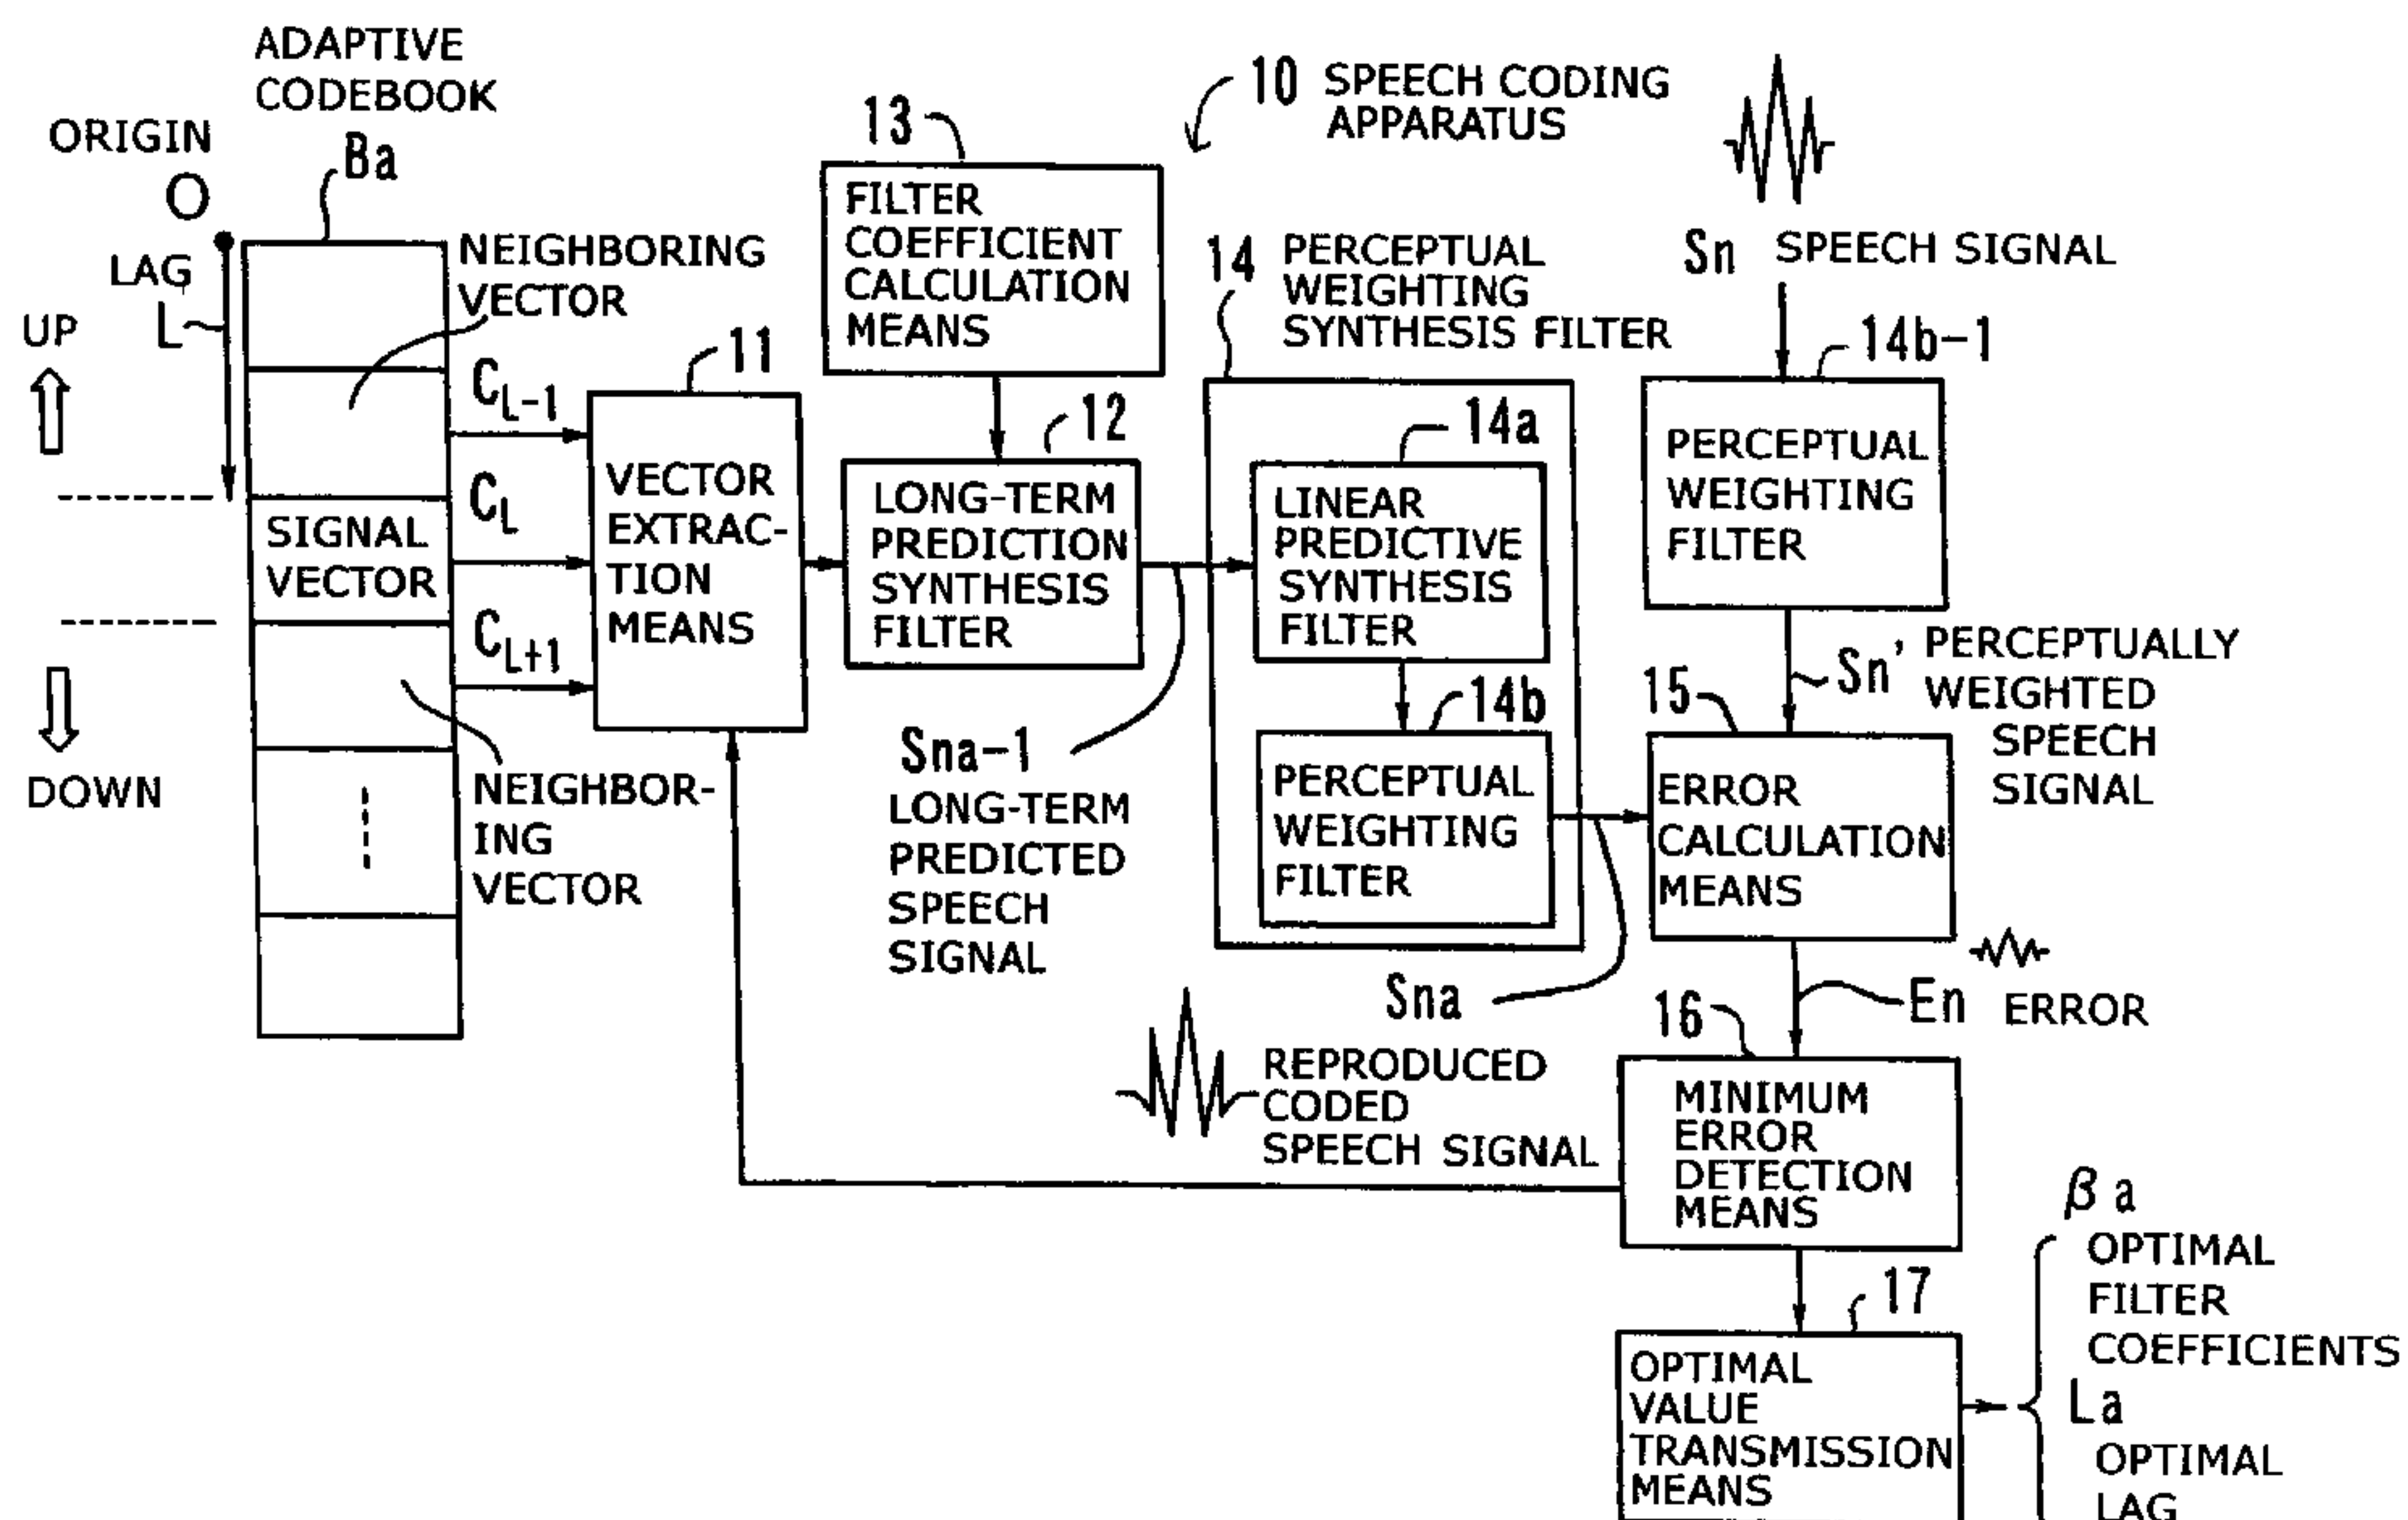 ADAPTIVE
CODEBOOK
ORIGIN
O
Ba
LAG
L
UP
DOWN
NEIGHBORING
VECTOR
SIGNAL
VECTOR
NEIGHBOR-
ING
VECTOR
CL-1
CL
CL+1
11
VECTOR
EXTRAC-
TION
MEANS
13
FILTER
COEFFICIENT
CALCULATION
MEANS
12
LONG-TERM
PREDICTION
SYNTHESIS
FILTER
Sna-1
LONG-TERM
PREDICTED
SPEECH
SIGNAL
10 SPEECH CODING
APPARATUS
14 PERCEPTUAL
WEIGHTING
SYNTHESIS FILTER
14a
LINEAR
PREDICTIVE
SYNTHESIS
FILTER
14b
PERCEPTUAL
WEIGHTING
FILTER
Sna
REPRODUCED
CODED
SPEECH SIGNAL
Sn SPEECH SIGNAL
14b-1
PERCEPTUAL
WEIGHTING
FILTER
Sn' PERCEPTUALLY
WEIGHTED
SPEECH
SIGNAL
15
ERROR
CALCULATION
MEANS
En ERROR
16
MINIMUM
ERROR
DETECTION
MEANS
17
OPTIMAL
VALUE
TRANSMISSION
MEANS
βa
OPTIMAL
FILTER
COEFFICIENTS
La
OPTIMAL
LAG